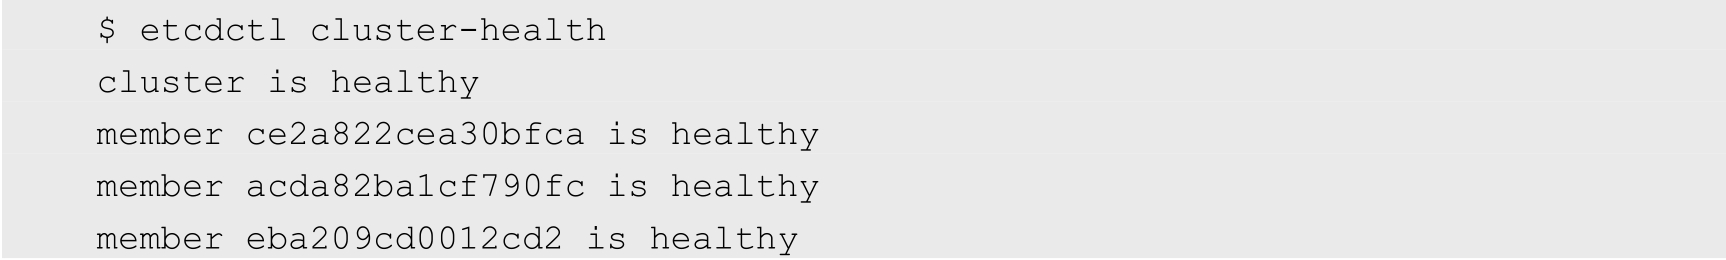 $ etcdctl cluster-health
cluster is healthy
member ce2a822cea30bfca is healthy
member acda82ba1cf790fc is healthy
member eba209cd0012cd2 is healthy